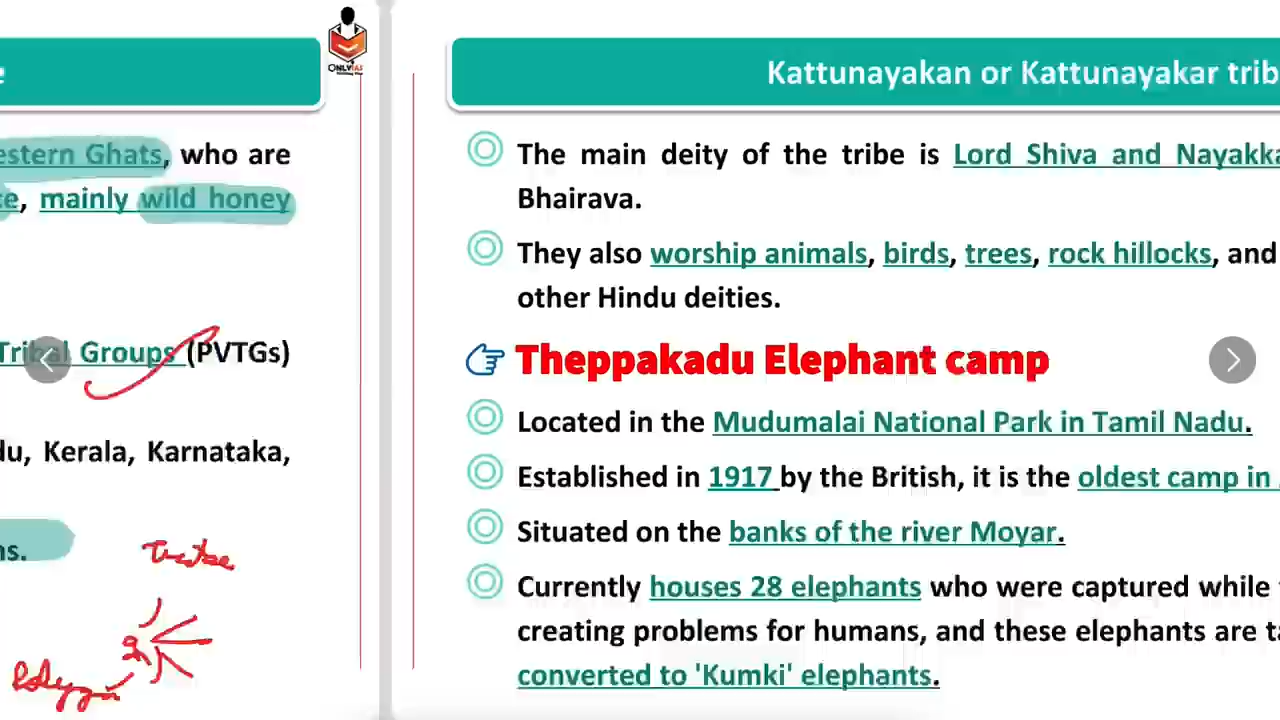 ONLYIAS
estern Ghats, who are
, mainly wild honey
Tribal Groups (PVTGs)
du, Kerala, Karnataka,
ns.
Kattunayakan or Kattunayakar trib
The main deity of the tribe is Lord Shiva and Nayakka
Bhairava.
They also worship animals, birds, trees, rock hillocks, and
other Hindu deities.
Theppakadu Elephant camp
Located in the Mudumalai National Park in Tamil Nadu.
Established in 1917 by the British, it is the oldest camp in
Situated on the banks of the river Moyar.
Currently houses 28 elephants who were captured while
creating problems for humans, and these elephants are ta
converted to 'Kumki' elephants.